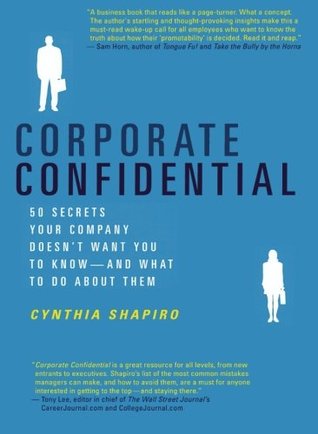 "A business book that reads like a page-turner. What a concept.
The author's startling and thought-provoking insights make this a
must-read wake-up call for all employees who want to know the
truth about how their 'promotability' is decided. Read it and reap."
— Sam Horn, author of Tongue Fu! and Take the Bully by the Horns
CORPORATE
CONFIDENTIAL
50 SECRETS
YOUR COMPANY
DOESN'T WANT YOU
TO KNOW—AND WHAT
TO DO ABOUT THEM
CYNTHIA SHAPIRO
"Corporate Confidential is a great resource for all levels, from new
entrants to executives. Shapiro's list of the most common mistakes
managers can make, and how to avoid them, are a must for anyone
interested in getting to the top—and staying there."
— Tony Lee, editor in chief of The Wall Street Journal's
CareerJournal.com and CollegeJournal.com